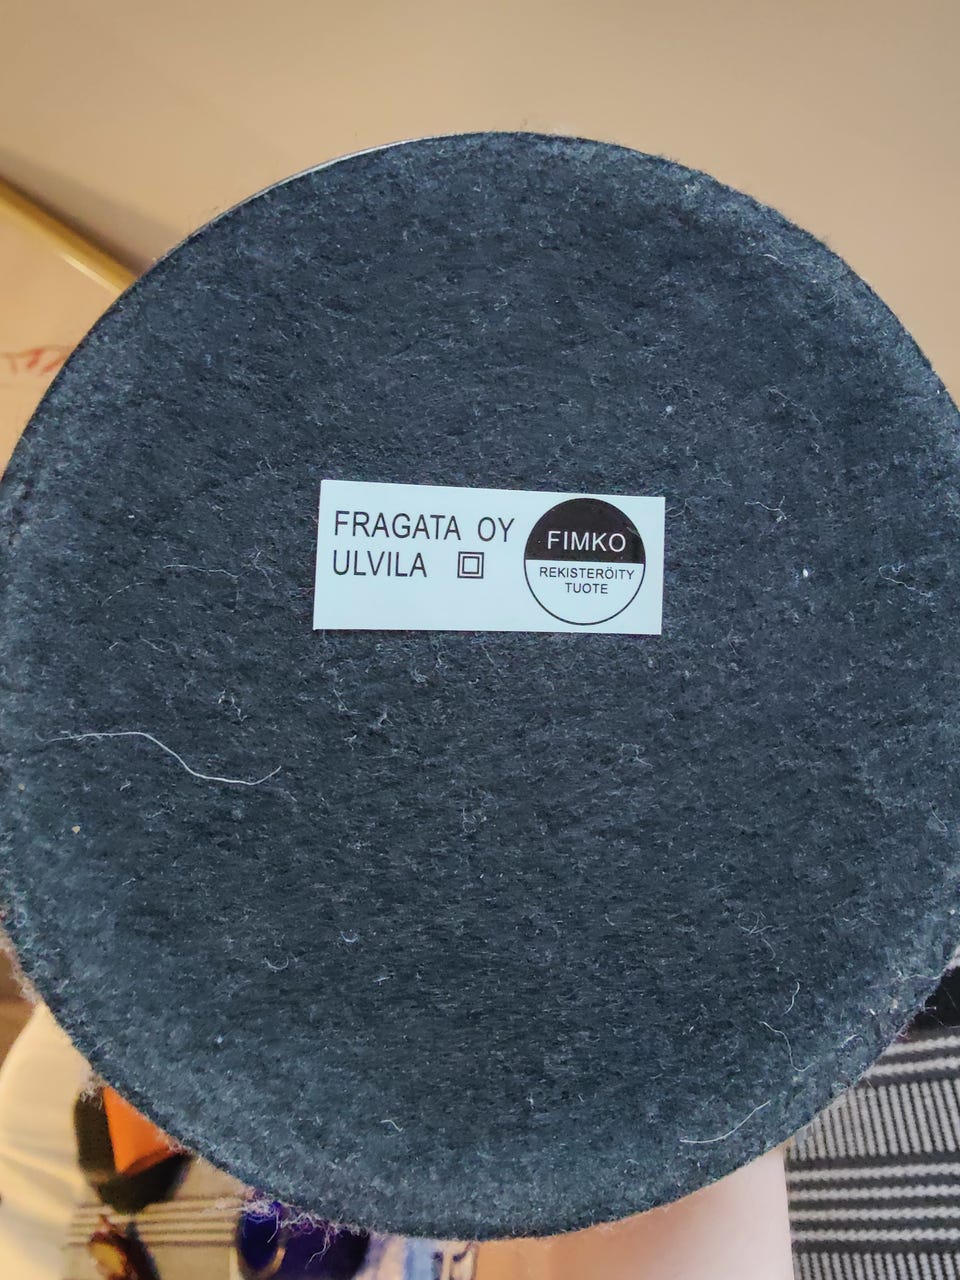 FRAGATA OY
ULVILA
FIMKO
REKISTERÖITY
TUOTE